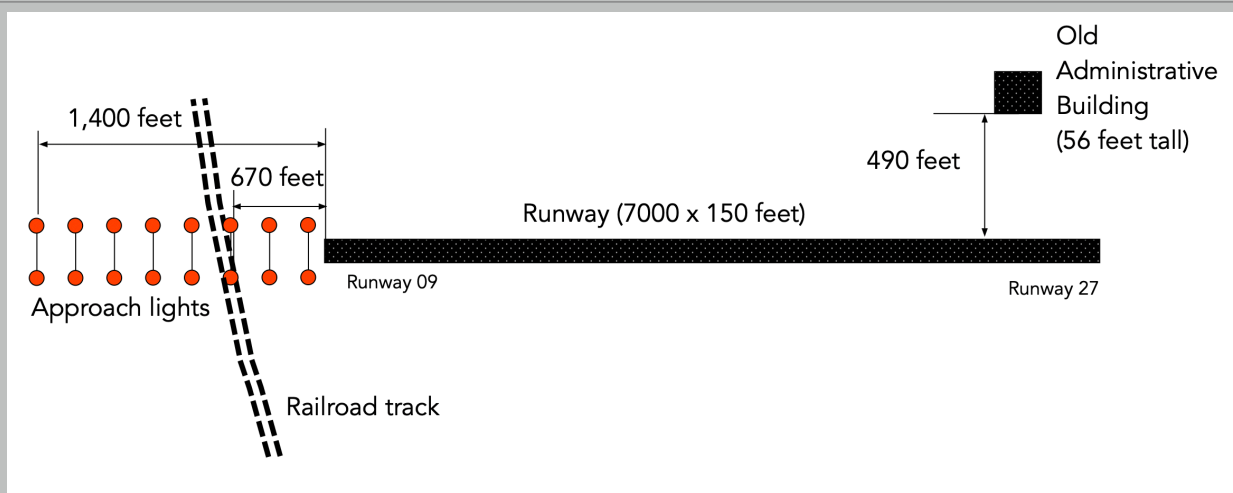 Old
Administrative
Building
(56 feet tall)
1,400 feet
490 feet
670 feet
Runway (7000 x 150 feet)
Runway 09
Runway 27
Approach lights
Railroad track